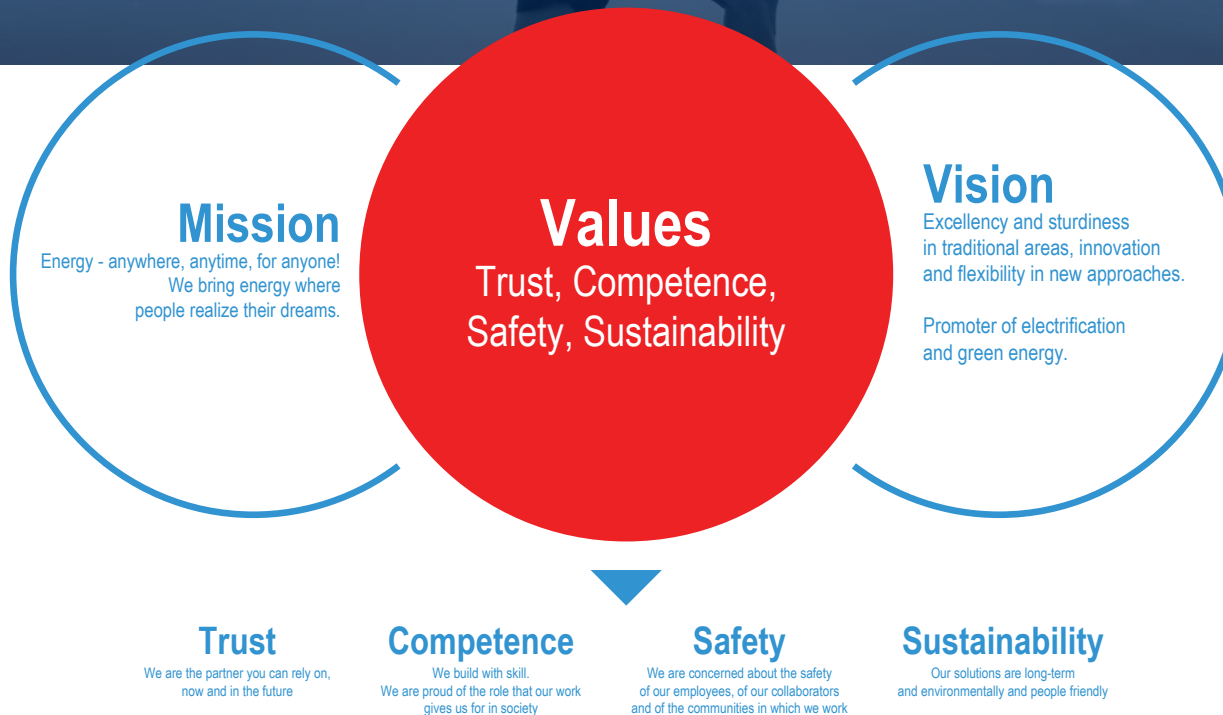 Mission
Energy - anywhere, anytime, for anyone!
We bring energy where
people realize their dreams.
Values
Trust, Competence,
Safety, Sustainability
Vision
Excellency and sturdiness
in traditional areas, innovation
and flexibility in new approaches.
Promoter of electrification
and green energy.
Trust
We are the partner you can rely on,
now and in the future
Competence
We build with skill.
We are proud of the role that our work
gives us for in society
Safety
We are concerned about the safety
of our employees, of our collaborators
and of the communities in which we work
Sustainability
Our solutions are long-term
and environmentally and people friendly